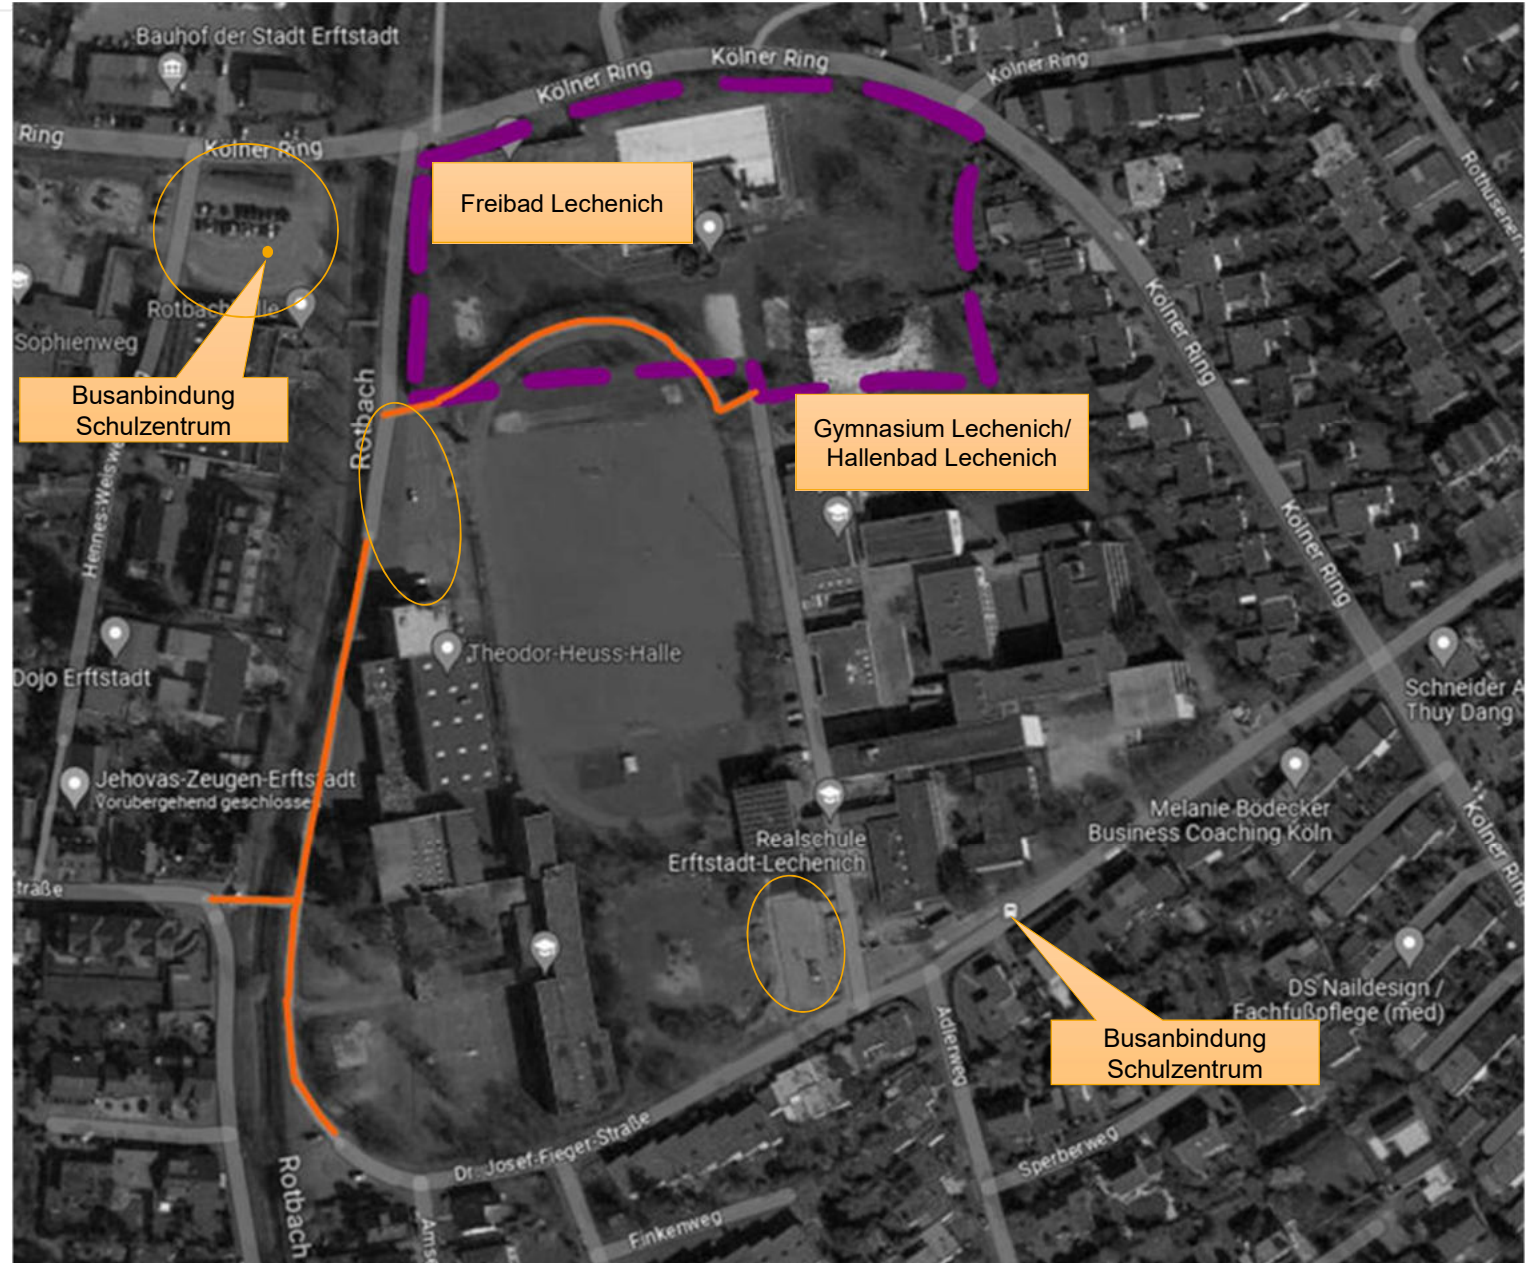 Bauhof der Stadt Erftstadt
Kölner Ring
Kölner Ring
Kölner Ring
Ring
Kölner Ring
Rothusener
Freibad Lechenich
Sophienweg
Busanbindung
Schulzentrum
Rotbach
Kölner Ring
Gymnasium Lechenich/
Hallenbad Lechenich
Kölner Ring
Theodor-Heuss-Halle
Dojo Erftstadt
Schneider A
Thuy Dang
Jehovas-Zeugen-Erftstadt
Vorübergehend geschlossen
Melanie Bodecker
Business Coaching Köln
Realschule
Erftstadt-Lechenich
Kölner Ring
traße
DS Naildesign /
Fachfußpflege (med)
Busanbindung
Schulzentrum
Adlerweg
Dr.-Josef-Fieger-Straße
Sperberweg
Rotbach
Amse
Finkenweg